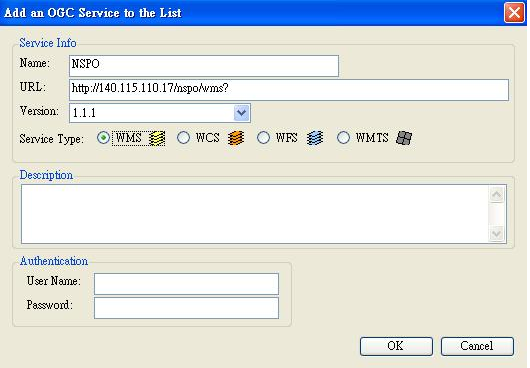 Add an OGC Service to the List
Service Info
Name: NSPO
URL: http://140.115.110.17/nspo/wms?
Version: 1.1.1
Service Type: WMS WCS WFS WMTS
Description
Authentication
User Name:
Password:
OK Cancel